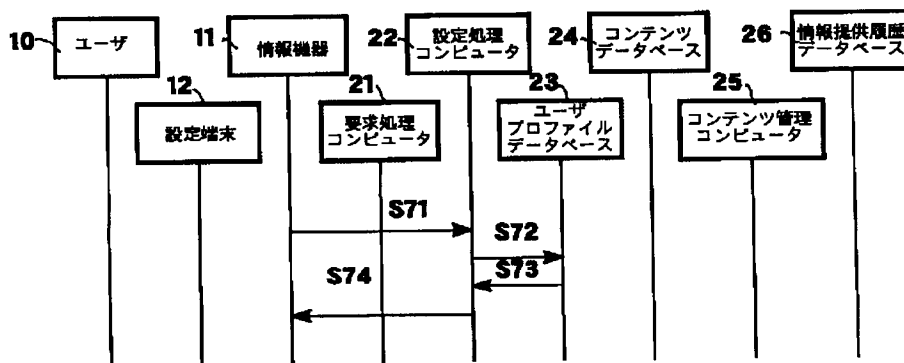 10
ユーザ
11
情報機器
22
設定処理
コンピュータ
24
コンテンツ
データベース
26
情報提供履歴
データベース
12
設定端末
21
要求処理
コンピュータ
23
ユーザ
プロファイル
データベース
25
コンテンツ管理
コンピュータ
S71
S72
S73
S74